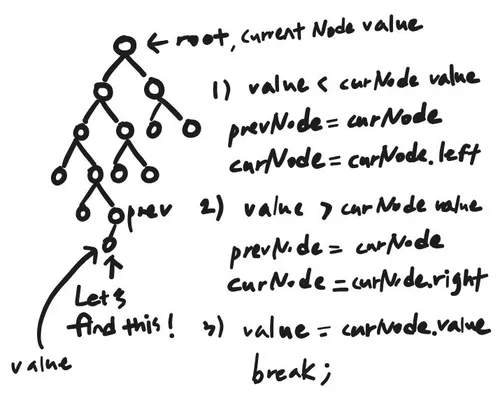 ← root, current Node value
1) value < curNode value
prevNode = curNode
curNode = curNode.left
prev
2) value > curNode value
prevNode = curNode
curNode = curNode.right
Let's
find this!
3) value = curNode.value
break;
value